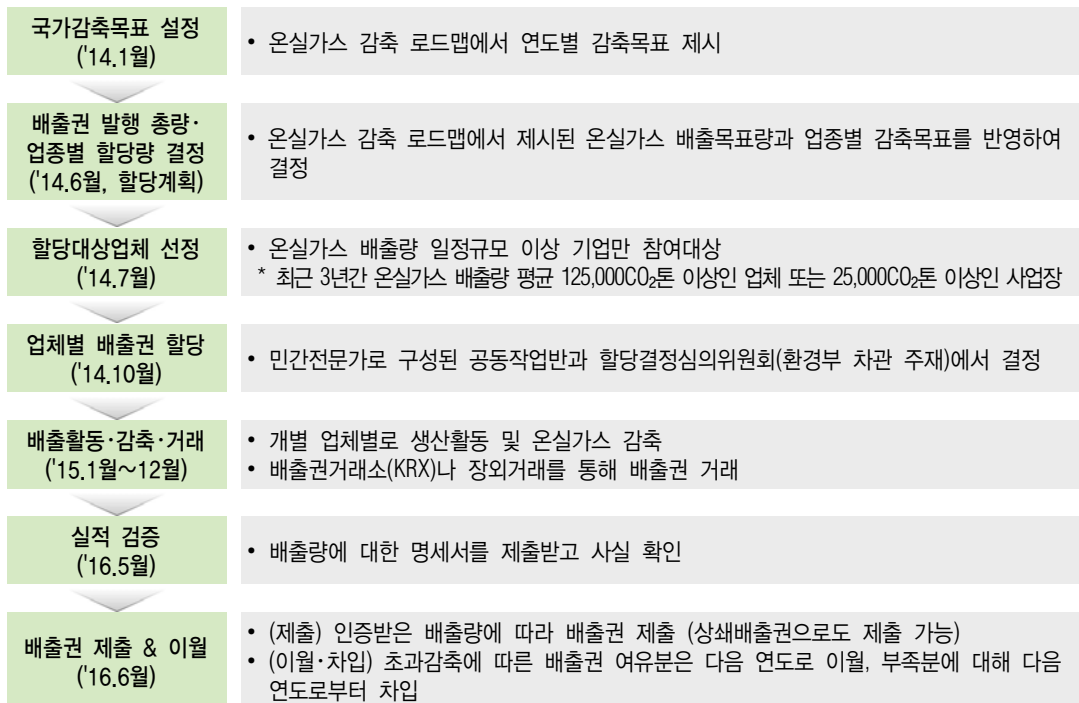 국가감축목표 설정
('14.1월)
• 온실가스 감축 로드맵에서 연도별 감축목표 제시
배출권 발행 총량·
업종별 할당량 결정
('14.6월, 할당계획)
• 온실가스 감축 로드맵에서 제시된 온실가스 배출목표량과 업종별 감축목표를 반영하여
결정
할당대상업체 선정
('14.7월)
• 온실가스 배출량 일정규모 이상 기업만 참여대상
* 최근 3년간 온실가스 배출량 평균 125,000CO₂톤 이상인 업체 또는 25,000CO₂톤 이상인 사업장
업체별 배출권 할당
('14.10월)
• 민간전문가로 구성된 공동작업반과 할당결정심의위원회(환경부 차관 주재)에서 결정
배출활동·감축·거래
('15.1월~12월)
• 개별 업체별로 생산활동 및 온실가스 감축
• 배출권거래소(KRX)나 장외거래를 통해 배출권 거래
실적 검증
('16.5월)
• 배출량에 대한 명세서를 제출받고 사실 확인
배출권 제출 & 이월
('16.6월)
• (제출) 인증받은 배출량에 따라 배출권 제출 (상쇄배출권으로도 제출 가능)
• (이월·차입) 초과감축에 따른 배출권 여유분은 다음 연도로 이월, 부족분에 대해 다음
연도로부터 차입